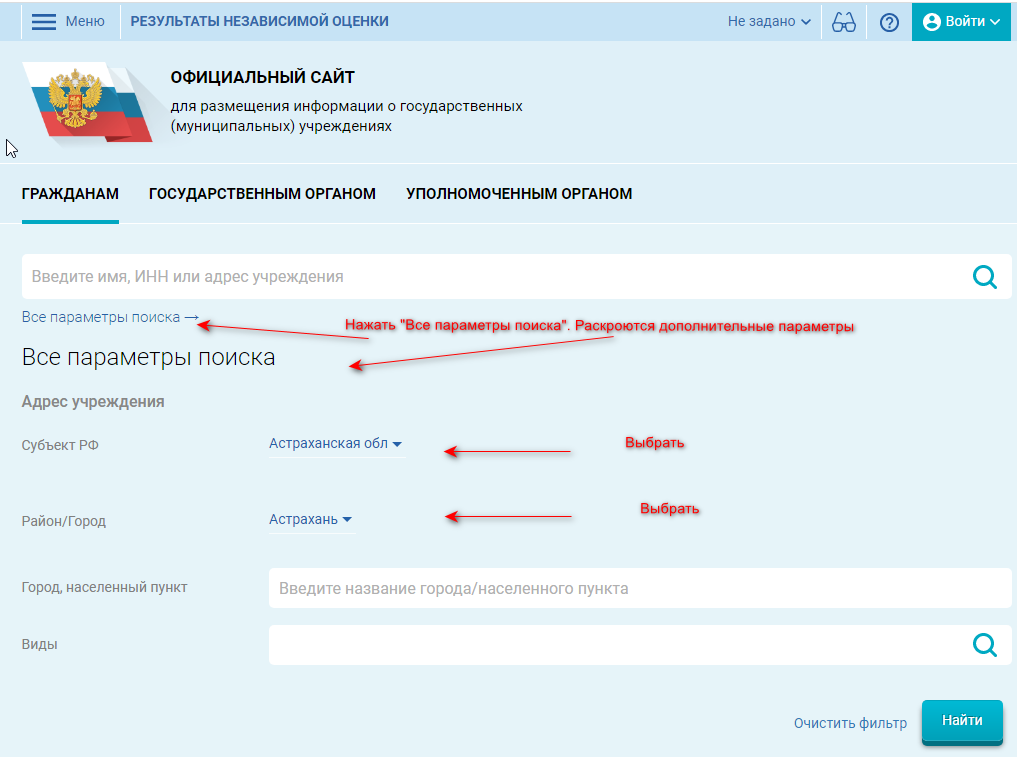 Меню
РЕЗУЛЬТАТЫ НЕЗАВИСИМОЙ ОЦЕНКИ
Не задано
Войти
ОФИЦИАЛЬНЫЙ САЙТ
для размещения информации о государственных
(муниципальных) учреждениях
ГРАЖДАНАМ
ГОСУДАРСТВЕННЫМ ОРГАНОМ
УПОЛНОМОЧЕННЫМ ОРГАНОМ
Введите имя, ИНН или адрес учреждения
Все параметры поиска →
Нажать "Все параметры поиска". Раскроются дополнительные параметры
Все параметры поиска
Адрес учреждения
Субъект РФ
Астраханская обл
Выбрать
Район/Город
Астрахань
Выбрать
Город, населенный пункт
Введите название города/населенного пункта
Виды
Очистить фильтр
Найти